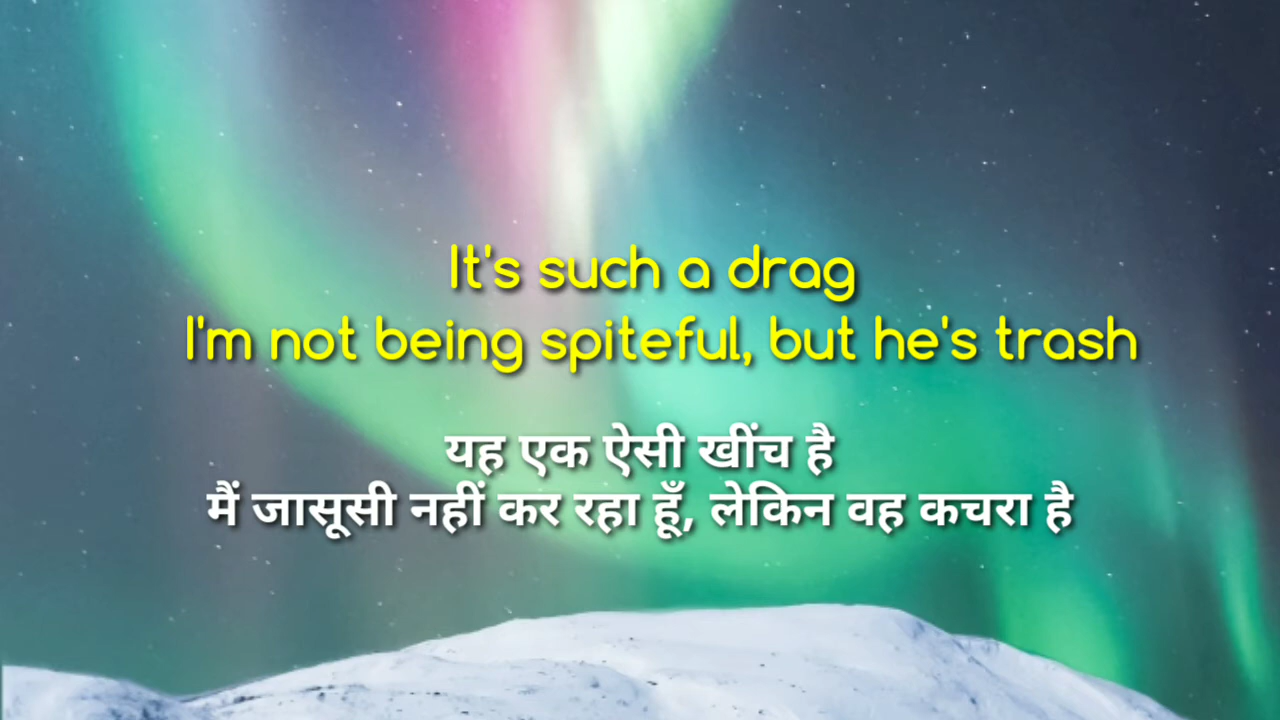 It's such a drag
I'm not being spiteful, but he's trash
यह एक ऐसी खींच है
मैं जासूसी नहीं कर रहा हूँ, लेकिन वह कचरा है